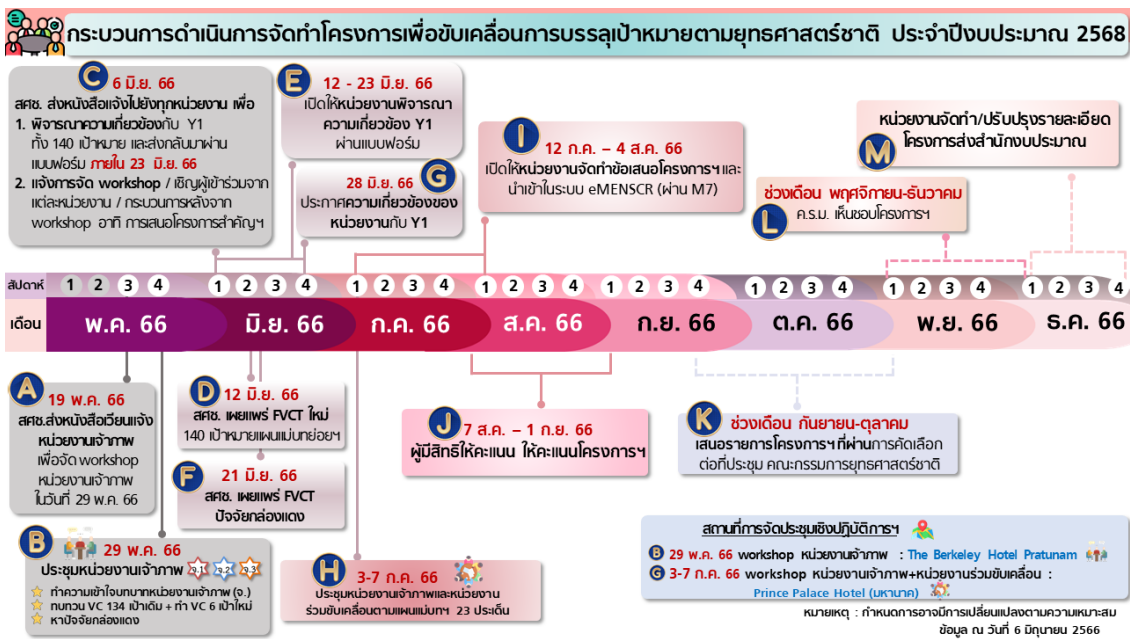 กระบวนการดำเนินการจัดทำโครงการเพื่อขับเคลื่อนการบรรลุเป้าหมายตามยุทธศาสตร์ชาติ ประจำปีงบประมาณ 2568
C
6 มิ.ย. 66
สศช. ส่งหนังสือแจ้งไปยังทุกหน่วยงาน เพื่อ
1. พิจารณาความเกี่ยวข้องกับ Y1
ทั้ง 140 เป้าหมาย และส่งกลับมาผ่าน
แบบฟอร์ม ภายใน 23 มิ.ย. 66
2. แจ้งการจัด workshop / เชิญผู้เข้าร่วมจาก
แต่ละหน่วยงาน / กระบวนการหลังจาก
workshop อาทิ การเสนอโครงการสำคัญฯ
E
12 - 23 มิ.ย. 66
เปิดให้หน่วยงานพิจารณา
ความเกี่ยวข้อง Y1
ผ่านแบบฟอร์ม
28 มิ.ย. 66
G
ประกาศความเกี่ยวข้องของ
หน่วยงานกับ Y1
I
12 ก.ค. – 4 ส.ค. 66
เปิดให้หน่วยงานจัดทำข้อเสนอโครงการฯ และ
นำเข้าในระบบ eMENSCR (ผ่าน M7)
M
หน่วยงานจัดทำ/ปรับปรุงรายละเอียด
โครงการส่งสำนักงบประมาณ
L
ช่วงเดือน พฤศจิกายน-ธันวาคม
ค.ร.ม. เห็นชอบโครงการฯ
สัปดาห์ 1 2 3 4 1 2 3 4 1 2 3 4 1 2 3 4 1 2 3 4 1 2 3 4 1 2 3 4 1 2 3 4
เดือน พ.ค. 66 มิ.ย. 66 ก.ค. 66 ส.ค. 66 ก.ย. 66 ต.ค. 66 พ.ย. 66 ธ.ค. 66
A
19 พ.ค. 66
สศช.ส่งหนังสือเวียนแจ้ง
หน่วยงานเจ้าภาพ
เพื่อจัด workshop
หน่วยงานเจ้าภาพ
ในวันที่ 29 พ.ค. 66
D
12 มิ.ย. 66
สศช. เผยแพร่ FVCT ใหม่
140 เป้าหมายแผนแม่บทย่อยฯ
F
21 มิ.ย. 66
สศช. เผยแพร่ FVCT
ปัจจัยกล่องแดง
J
7 ส.ค. – 1 ก.ย. 66
ผู้มีสิทธิให้คะแนน ให้คะแนนโครงการฯ
K
ช่วงเดือน กันยายน-ตุลาคม
เสนอรายการโครงการฯ ที่ผ่านการคัดเลือก
ต่อที่ประชุม คณะกรรมการยุทธศาสตร์ชาติ
B
29 พ.ค. 66
ประชุมหน่วยงานเจ้าภาพ จ.1 จ.2 จ.3
ทำความเข้าใจบทบาทหน่วยงานเจ้าภาพ (จ.)
ทบทวน VC 134 เป้าเดิม + ทำ VC 6 เป้าใหม่
หาปัจจัยกล่องแดง
H
3-7 ก.ค. 66
ประชุมหน่วยงานเจ้าภาพและหน่วยงาน
ร่วมขับเคลื่อนตามแผนแม่บทฯ 23 ประเด็น
สถานที่การจัดประชุมเชิงปฏิบัติการฯ
B 29 พ.ค. 66 workshop หน่วยงานเจ้าภาพ : The Berkeley Hotel Pratunam
G 3-7 ก.ค. 66 workshop หน่วยงานเจ้าภาพ+หน่วยงานร่วมขับเคลื่อน :
Prince Palace Hotel (มหานาค)
หมายเหตุ : กำหนดการอาจมีการเปลี่ยนแปลงตามความเหมาะสม
ข้อมูล ณ วันที่ 6 มิถุนายน 2566